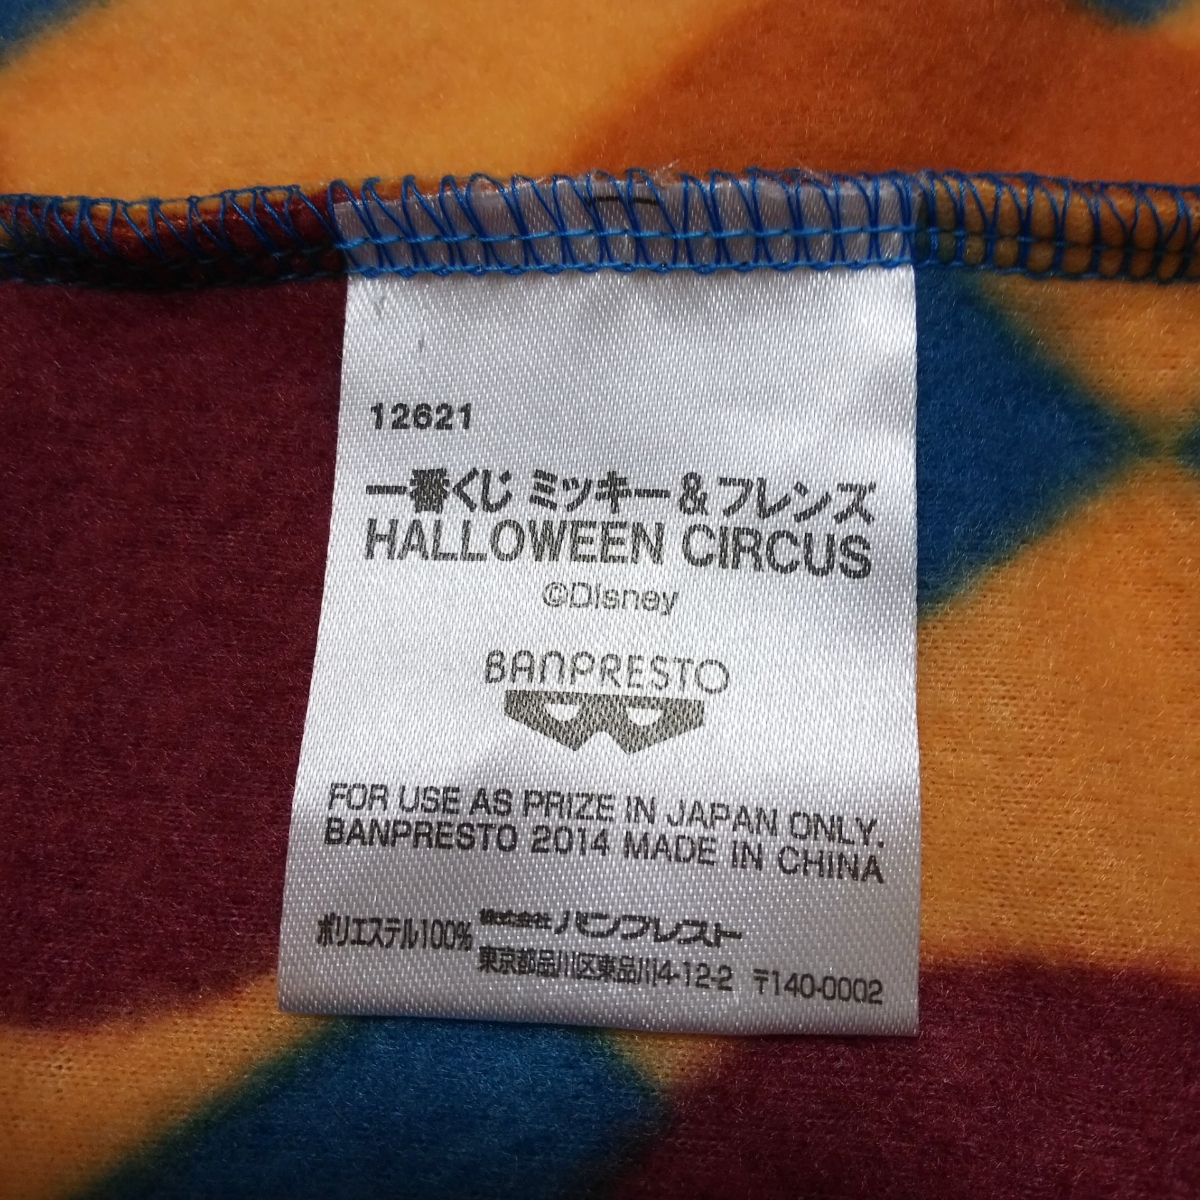 12621
一番くじ ミッキー&フレンズ
HALLOWEEN CIRCUS
©Disney
BANPRESTO
FOR USE AS PRIZE IN JAPAN ONLY.
BANPRESTO 2014 MADE IN CHINA
ポリエステル100% 株式会社バンプレスト
東京都品川区東品川4-12-2 〒140-0002